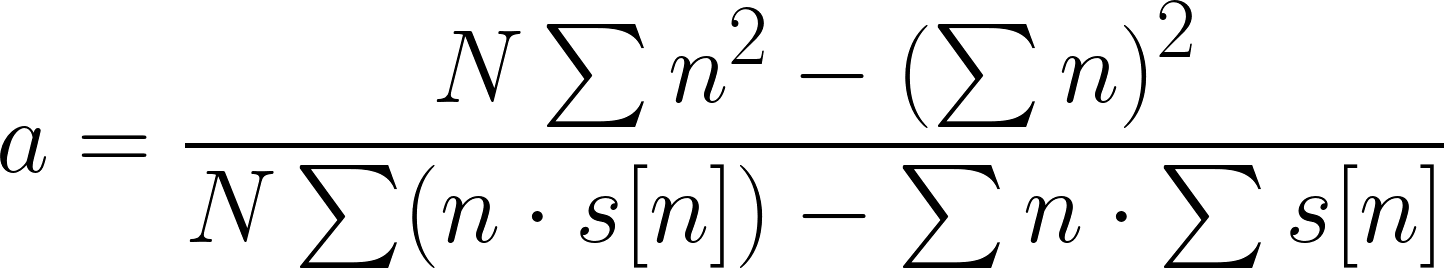 a = \frac{N \sum n^2 - (\sum n)^2}{N \sum (n \cdot s[n]) - \sum n \cdot \sum s[n]}